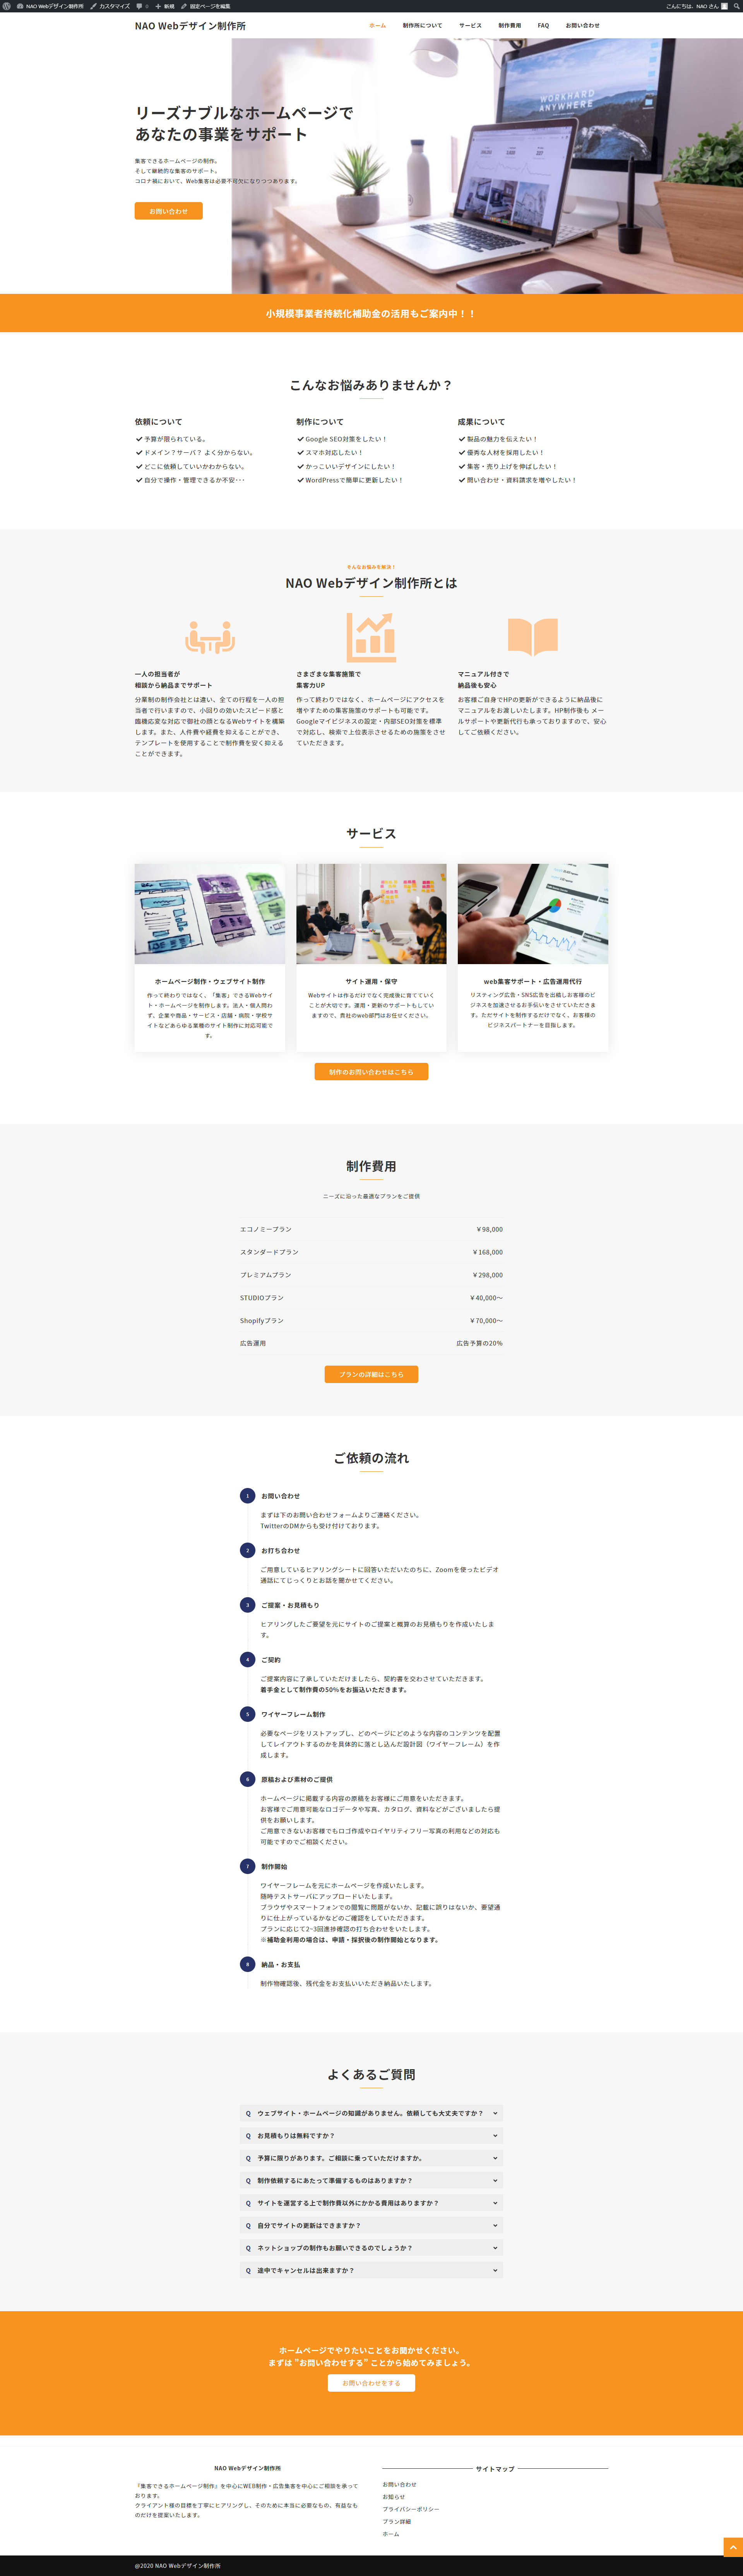 NAO Webデザイン制作所 カスタマイズ 0 新規 固定ページを編集 こんにちは、NAO さん
NAO Webデザイン制作所
ホーム 制作所について サービス 制作費用 FAQ お問い合わせ
リーズナブルなホームページで
あなたの事業をサポート
WORKHARD
ANYWHERE
集客できるホームページの制作。
そして継続的な集客のサポート。
コロナ禍において、Web集客は必要不可欠になりつつあります。
お問い合わせ
小規模事業者持続化補助金の活用もご案内中！！
こんなお悩みありませんか？
依頼について
予算が限られている。
ドメイン？サーバ？ よく分からない。
どこに依頼していいかわからない。
自分で操作・管理できるか不安･･･
制作について
Google SEO対策をしたい！
スマホ対応したい！
かっこいいデザインにしたい！
WordPressで簡単に更新したい！
成果について
製品の魅力を伝えたい！
優秀な人材を採用したい！
集客・売り上げを伸ばしたい！
問い合わせ・資料請求を増やしたい！
そんなお悩みを解決！
NAO Webデザイン制作所とは
一人の担当者が
相談から納品までサポート
分業制の制作会社とは違い、全ての行程を一人の担
当者で行いますので、小回りの効いたスピード感と
臨機応変な対応で御社の顔となるWebサイトを構築
します。また、人件費や経費を抑えることができ、
テンプレートを使用することで制作費を安く抑える
ことができます。
さまざまな集客施策で
集客力UP
作って終わりではなく、ホームページにアクセスを
増やすための集客施策のサポートも可能です。
Googleマイビジネスの設定・内部SEO対策を標準
で対応し、検索で上位表示させるための施策をさせ
ていただきます。
マニュアル付きで
納品後も安心
お客様ご自身でHPの更新ができるように納品後に
マニュアルをお渡しいたします。HP制作後も メー
ルサポートや更新代行も承っておりますので、安心
してご依頼ください。
サービス
ホームページ制作・ウェブサイト制作
作って終わりではなく、「集客」できるWebサイ
ト・ホームページを制作します。法人・個人問わ
ず、企業や商品・サービス・店舗・病院・学校サ
イトなどあらゆる業種のサイト制作に対応可能で
す。
サイト運用・保守
Webサイトは作るだけでなく完成後に育てていく
ことが大切です。運用・更新のサポートもしてい
ますので、貴社のweb部門はお任せください。
web集客サポート・広告運用代行
リスティング広告・SNS広告を出稿しお客様のビ
ジネスを加速させるお手伝いをさせていただきま
す。ただサイトを制作するだけでなく、お客様の
ビジネスパートナーを目指します。
制作のお問い合わせはこちら
制作費用
ニーズに沿った最適なプランをご提供
エコノミープラン ￥98,000
スタンダードプラン ￥168,000
プレミアムプラン ￥298,000
STUDIOプラン ￥40,000〜
Shopifyプラン ￥70,000〜
広告運用 広告予算の20%
プランの詳細はこちら
ご依頼の流れ
1 お問い合わせ
まずは下のお問い合わせフォームよりご連絡ください。
TwitterのDMからも受け付けております。
2 お打ち合わせ
ご用意しているヒアリングシートに回答いただいたのちに、Zoomを使ったビデオ
通話にてじっくりとお話を聞かせてください。
3 ご提案・お見積もり
ヒアリングしたご要望を元にサイトのご提案と概算のお見積もりを作成いたしま
す。
4 ご契約
ご提案内容に了承していただけましたら、契約書を交わさせていただきます。
着手金として制作費の50%をお振込いただきます。
5 ワイヤーフレーム制作
必要なページをリストアップし、どのページにどのような内容のコンテンツを配置
してレイアウトするのかを具体的に落とし込んだ設計図（ワイヤーフレーム）を作
成します。
6 原稿および素材のご提供
ホームページに掲載する内容の原稿をお客様にご用意をいただきます。
お客様でご用意可能なロゴデータや写真、カタログ、資料などがございましたら提
供をお願いします。
ご用意できないお客様でもロゴ作成やロイヤリティフリー写真の利用などの対応も
可能ですのでご相談ください。
7 制作開始
ワイヤーフレームを元にホームページを作成いたします。
随時テストサーバにアップロードいたします。
ブラウザやスマートフォンでの閲覧に問題がないか、記載に誤りはないか、要望通
りに仕上がっているかなどのご確認をしていただきます。
プランに応じて2~3回進捗確認の打ち合わせをいたします。
※補助金利用の場合は、申請・採択後の制作開始となります。
8 納品・お支払
制作物確認後、残代金をお支払いいただき納品いたします。
よくあるご質問
Q ウェブサイト・ホームページの知識がありません。依頼しても大丈夫ですか？
Q お見積もりは無料ですか？
Q 予算に限りがあります。ご相談に乗っていただけますか。
Q 制作依頼するにあたって準備するものはありますか？
Q サイトを運営する上で制作費以外にかかる費用はありますか？
Q 自分でサイトの更新はできますか？
Q ネットショップの制作もお願いできるのでしょうか？
Q 途中でキャンセルは出来ますか？
ホームページでやりたいことをお聞かせください。
まずは "お問い合わせする" ことから始めてみましょう。
お問い合わせをする
NAO Webデザイン制作所
『集客できるホームページ制作』を中心にWEB制作・広告集客を中心にご相談を承って
おります。
クライアント様の目標を丁寧にヒアリングし、そのために本当に必要なもの、有益なも
のだけを提案いたします。
サイトマップ
お問い合わせ
お知らせ
プライバシーポリシー
プラン詳細
ホーム
@2020 NAO Webデザイン制作所